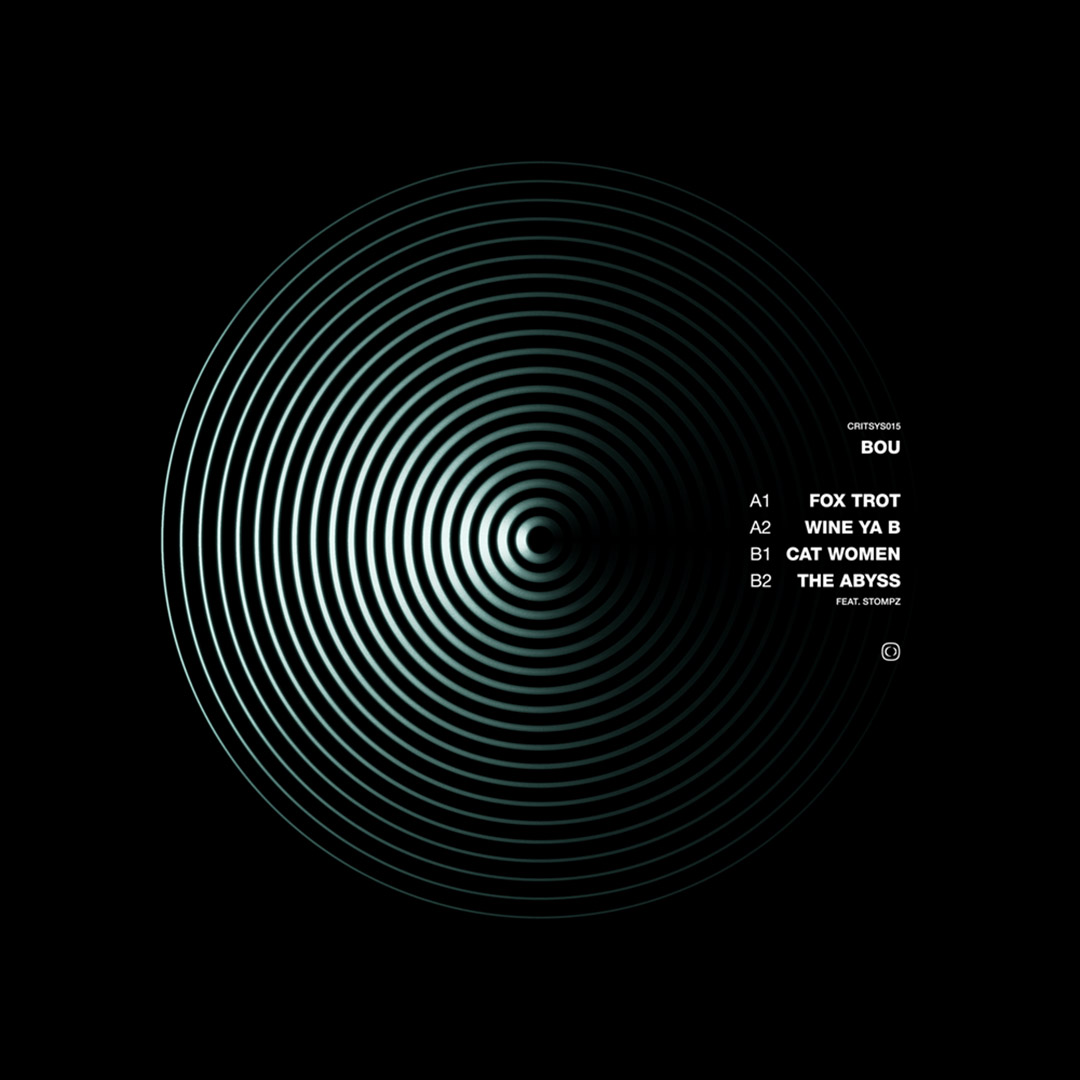 CRITSYS015
BOU
A1 FOX TROT
A2 WINE YA B
B1 CAT WOMEN
B2 THE ABYSS
FEAT. STOMPZ